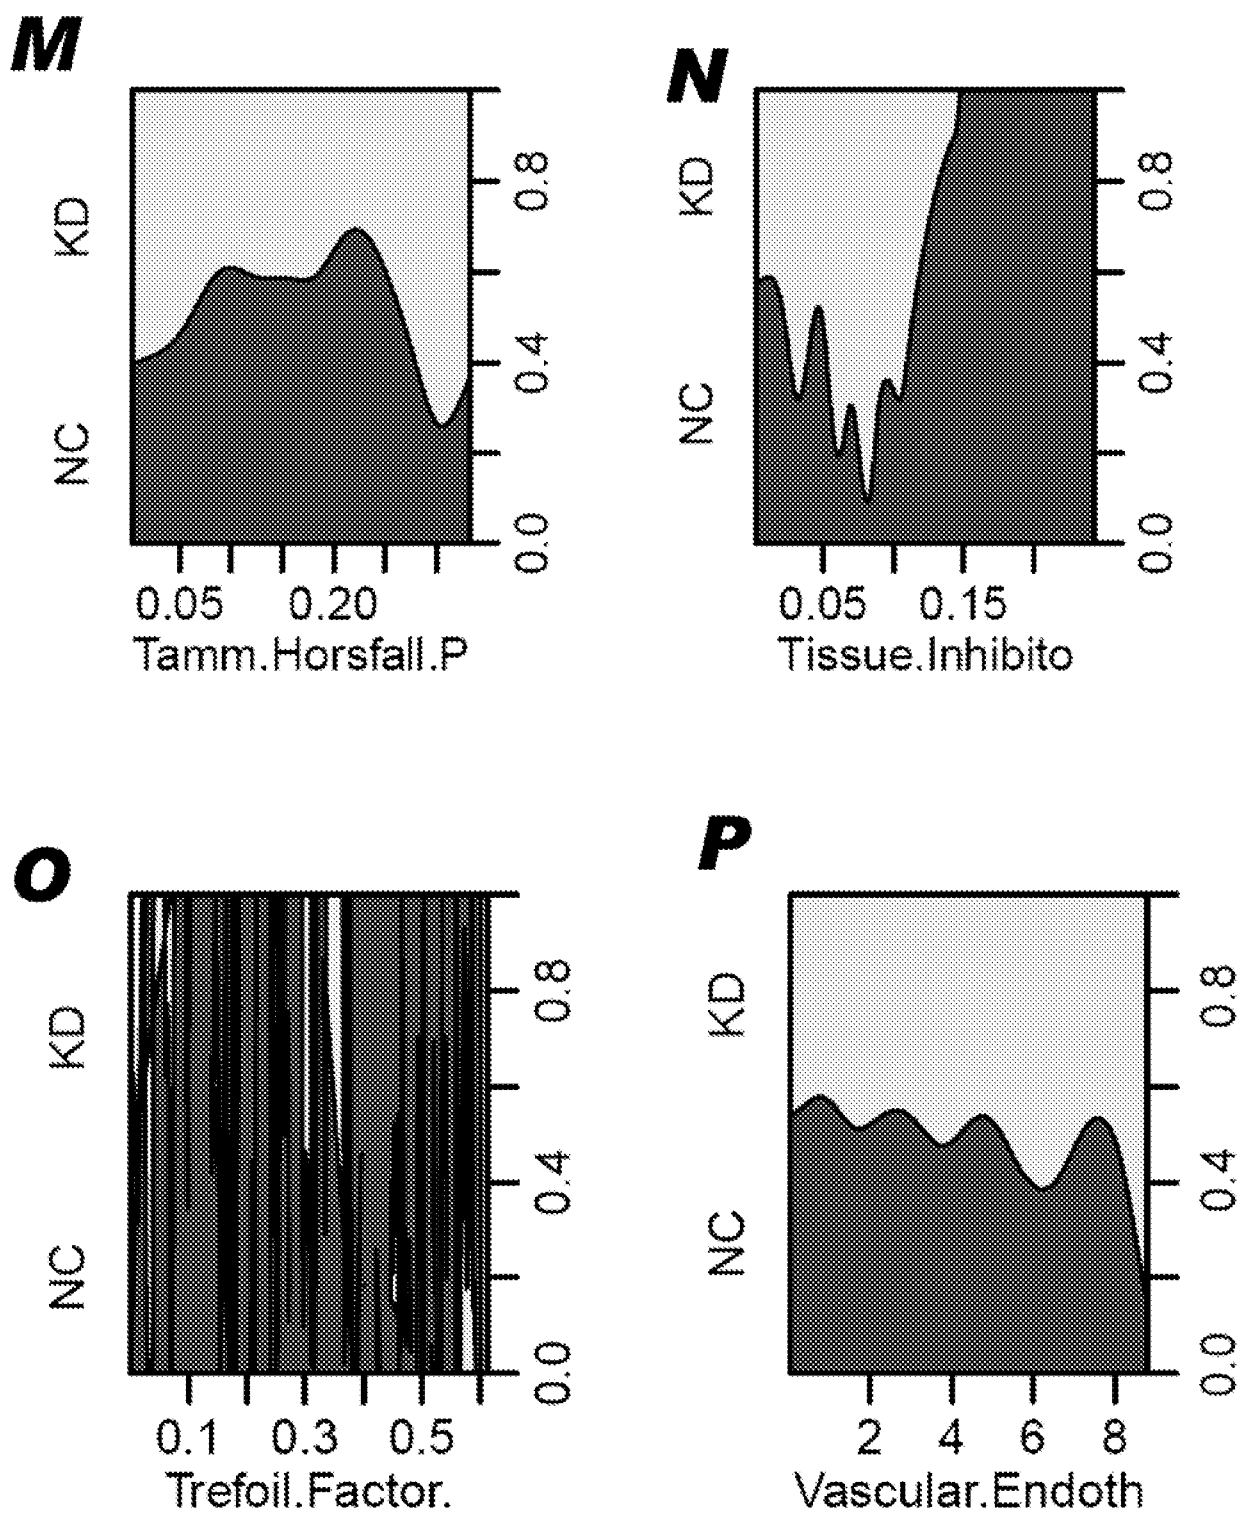 M
KD
NC
0.8
0.4
0.0
0.05 0.20
Tamm.Horsfall.P
N
KD
NC
0.8
0.4
0.0
0.05 0.15
Tissue.Inhibito
O
KD
NC
0.8
0.4
0.0
0.1 0.3 0.5
Trefoil.Factor.
P
KD
NC
0.8
0.4
0.0
2 4 6 8
Vascular.Endoth